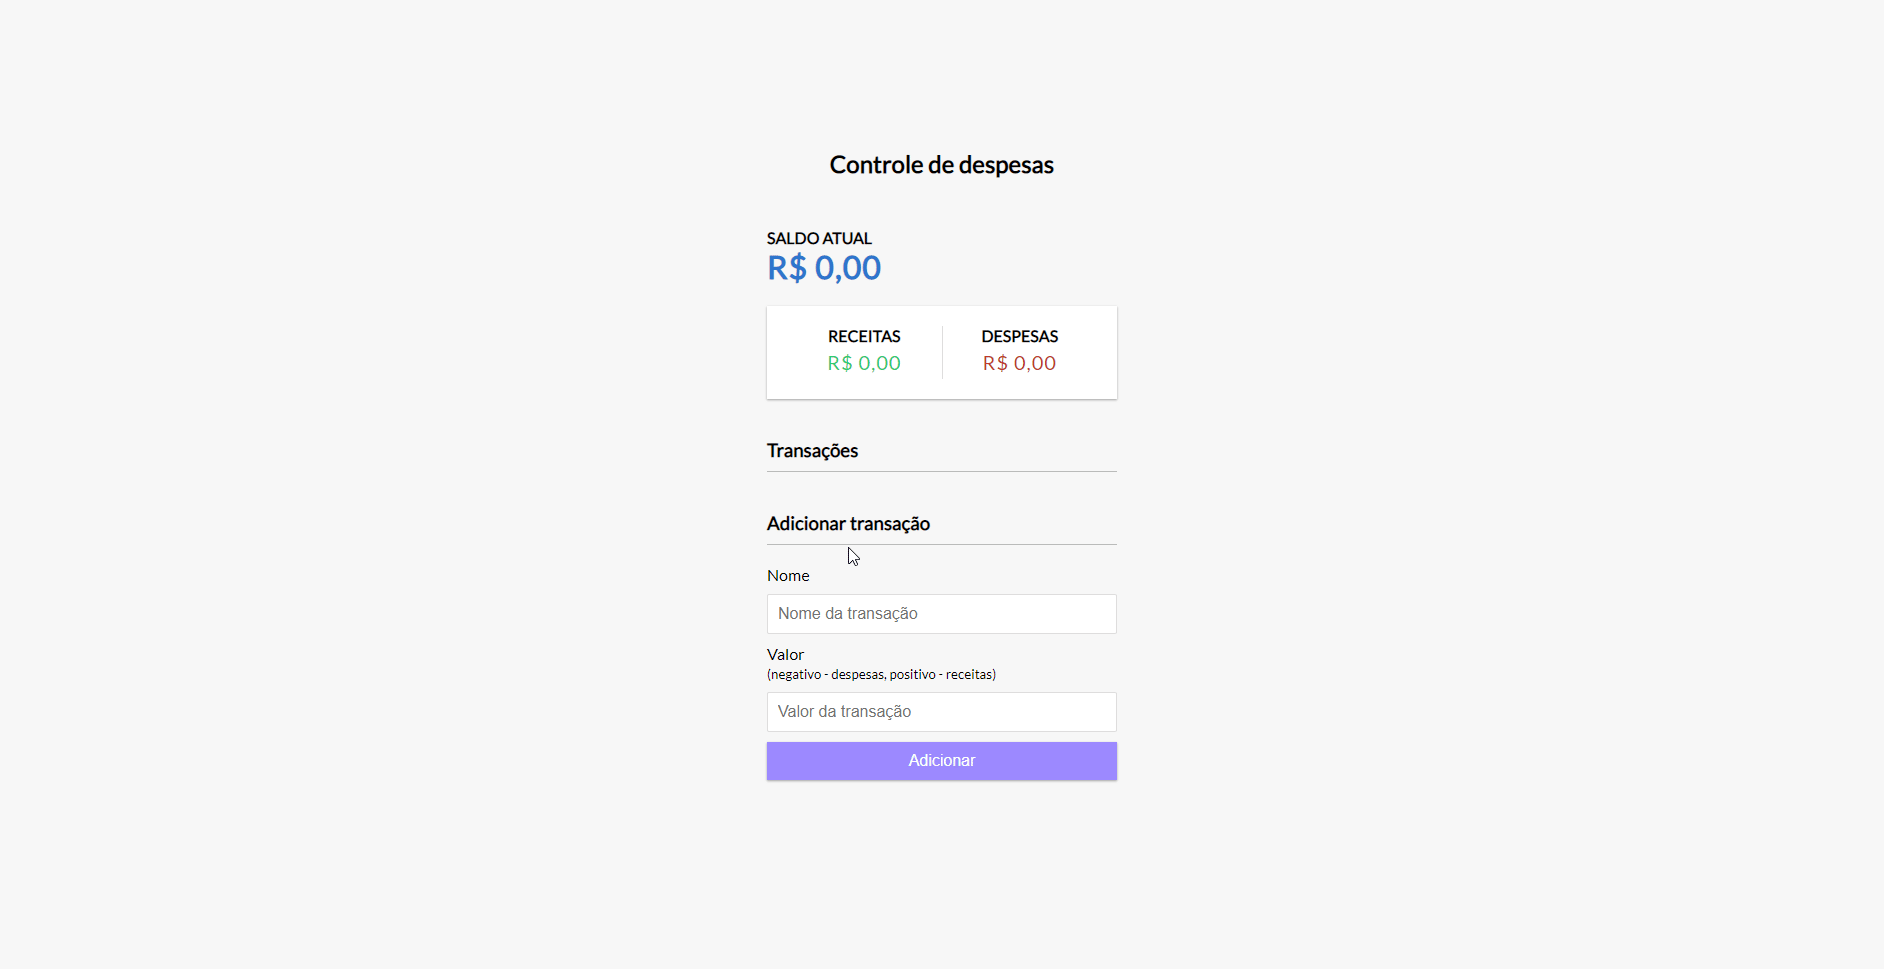 Controle de despesas
SALDO ATUAL
R$ 0,00
RECEITAS
R$ 0,00
DESPESAS
R$ 0,00
Transações
Adicionar transação
Nome
Nome da transação
Valor
(negativo - despesas, positivo - receitas)
Valor da transação
Adicionar